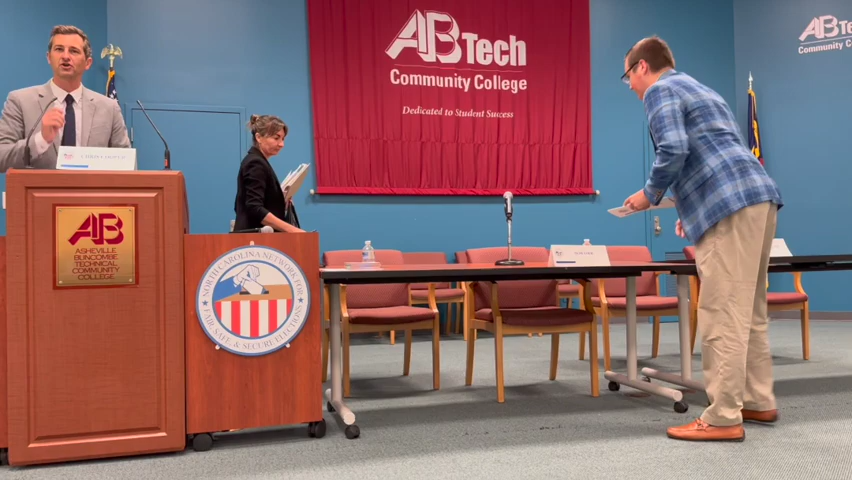 AB Tech
Community College
Dedicated to Student Success
AB Tech
Community College
AB
ASHEVILLE
BUNCOMBE
TECHNICAL
COMMUNITY
COLLEGE
NORTH CAROLINA NETWORK FOR
FAIR, SAFE, & SECURE ELECTIONS